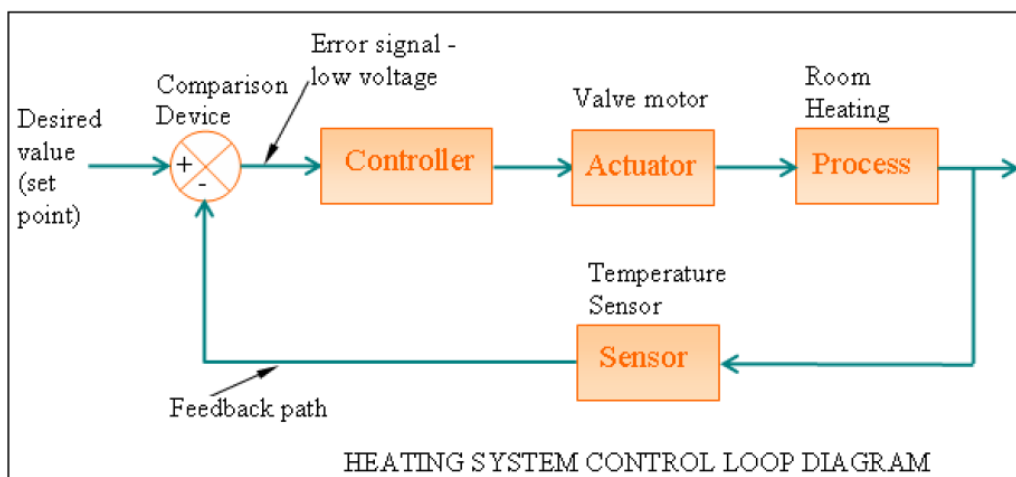 Error signal -
low voltage
Comparison
Device
Desired
value
(set
point)
+
-
Controller
Valve motor
Actuator
Room
Heating
Process
Temperature
Sensor
Sensor
Feedback path
HEATING SYSTEM CONTROL LOOP DIAGRAM